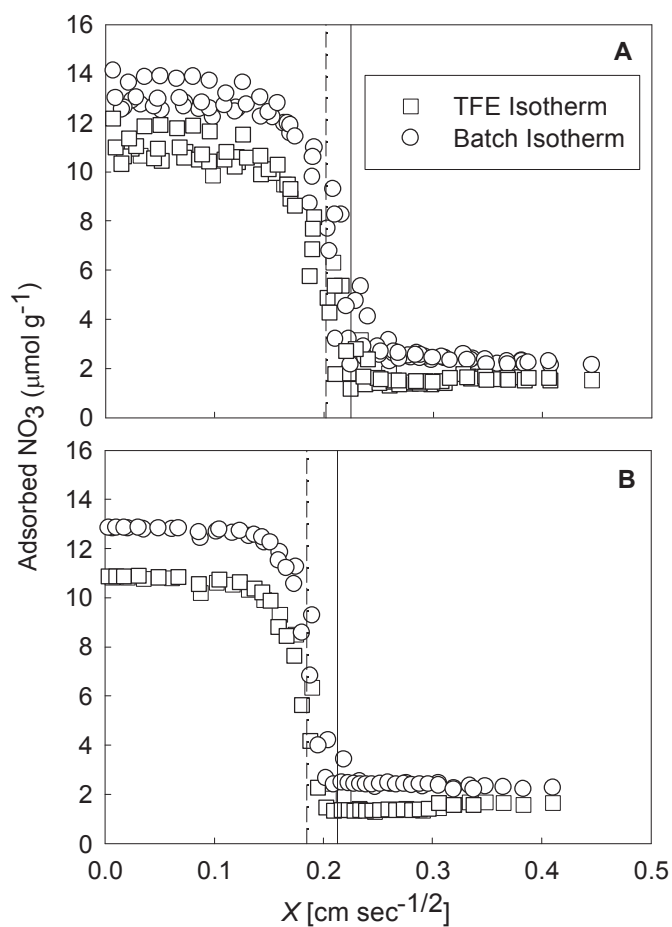 16
A
14
TFE Isotherm
Batch Isotherm
12
10
8
6
4
2
0
Adsorbed NO₃ (μmol g⁻¹)
16
B
14
12
10
8
6
4
2
0
0.0 0.1 0.2 0.3 0.4 0.5
X [cm sec⁻¹/²]